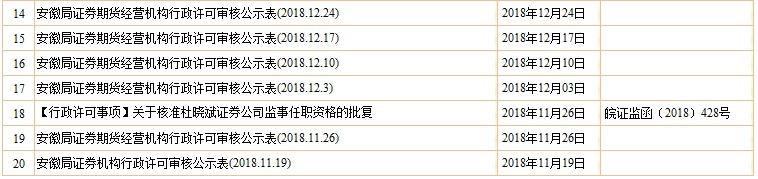 14 安徽局证券期货经营机构行政许可审核公示表(2018.12.24) 2018年12月24日
15 安徽局证券期货经营机构行政许可审核公示表(2018.12.17) 2018年12月17日
16 安徽局证券期货经营机构行政许可审核公示表(2018.12.10) 2018年12月10日
17 安徽局证券期货经营机构行政许可审核公示表(2018.12.3) 2018年12月03日
18 【行政许可事项】关于核准杜晓斌证券公司监事任职资格的批复 2018年11月26日 皖证监函（2018）428号
19 安徽局证券期货经营机构行政许可审核公示表(2018.11.26) 2018年11月26日
20 安徽局证券机构行政许可审核公示表(2018.11.19) 2018年11月19日